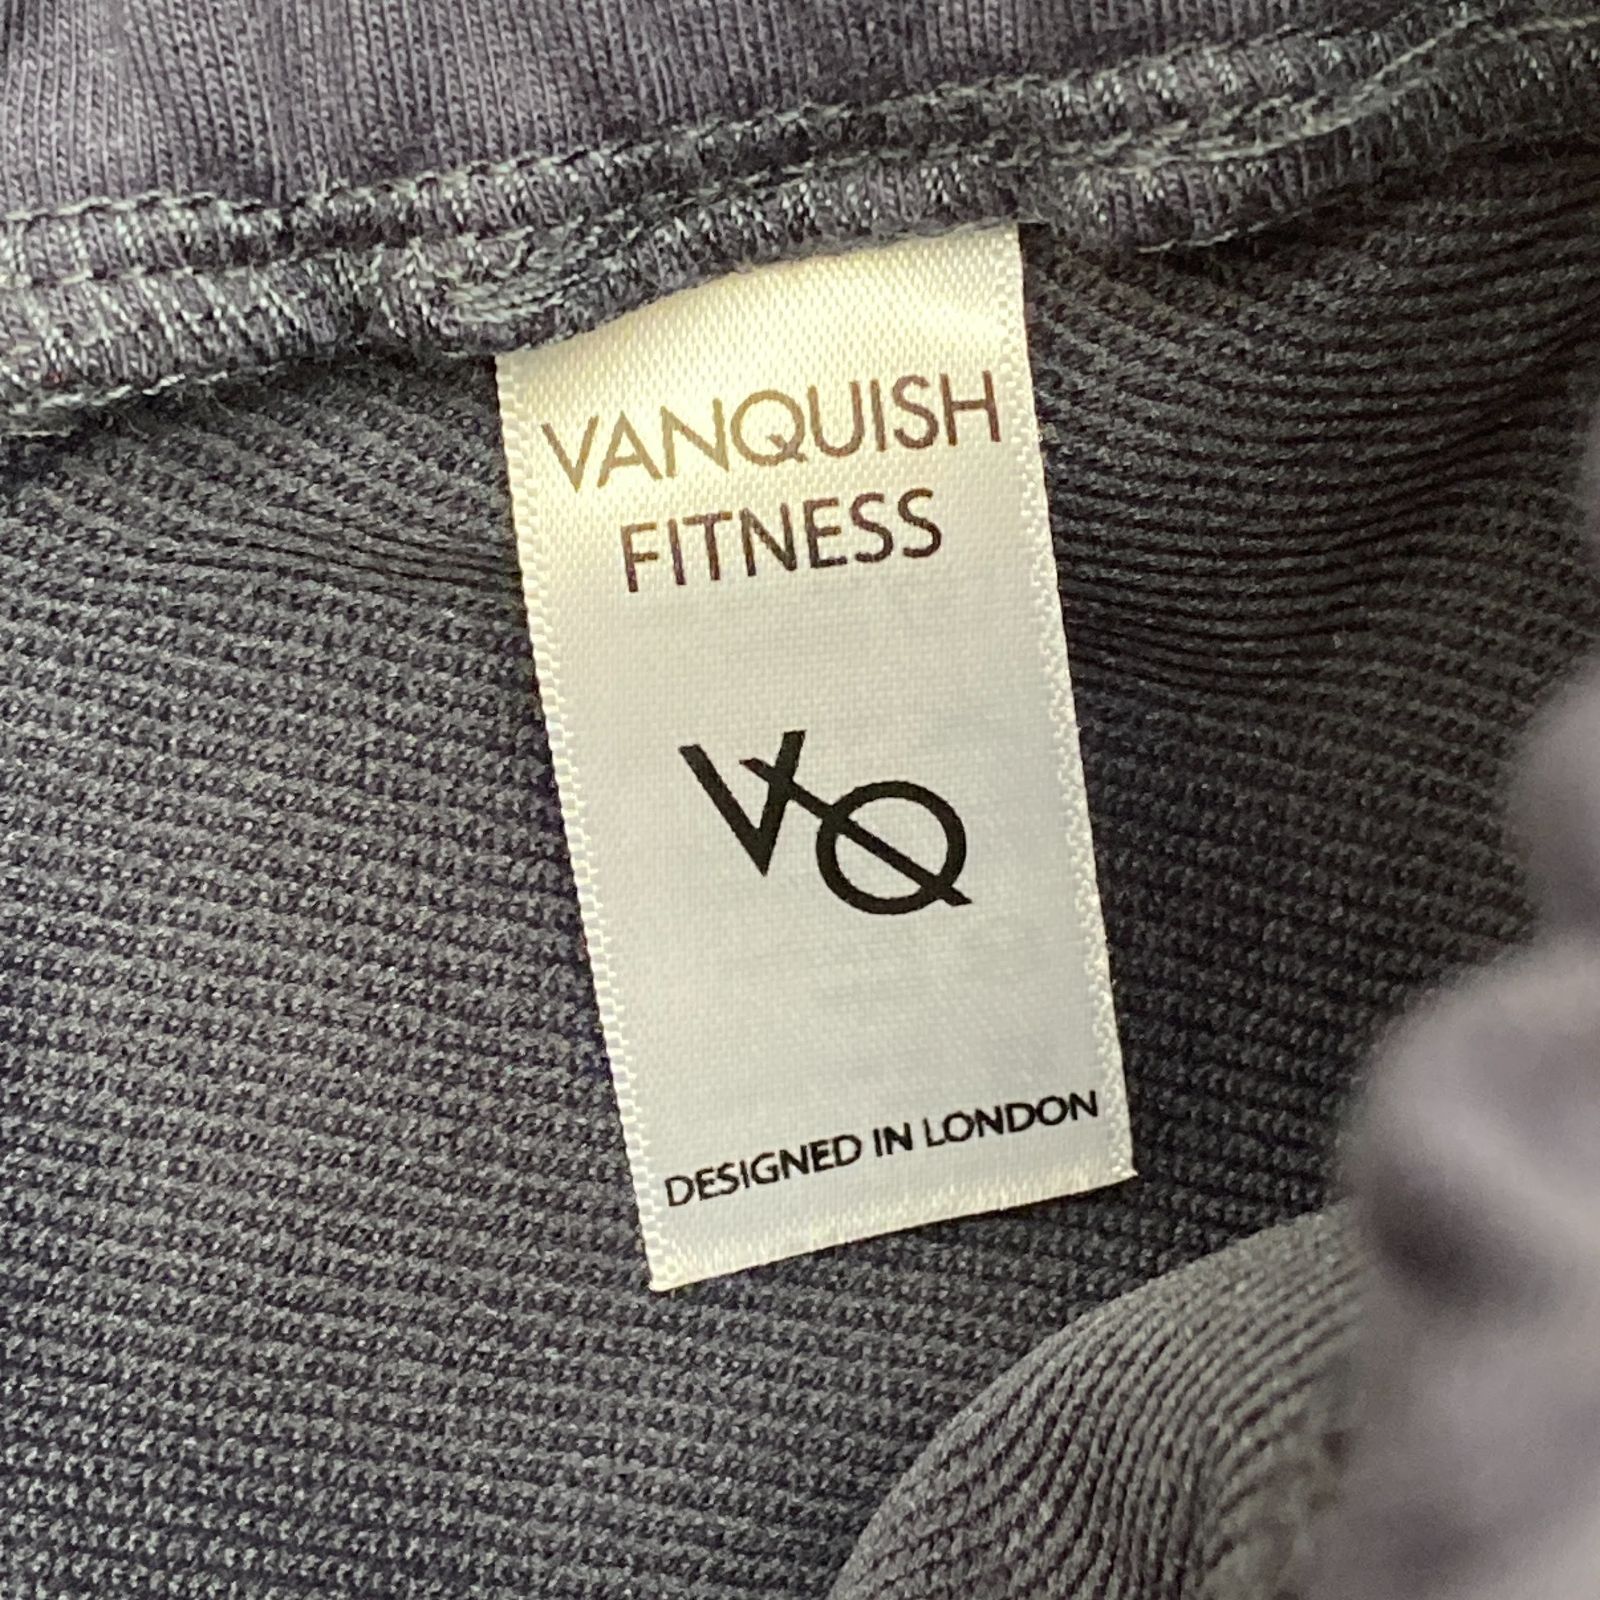 VANQUISH
FITNESS
VQ
DESIGNED IN LONDON